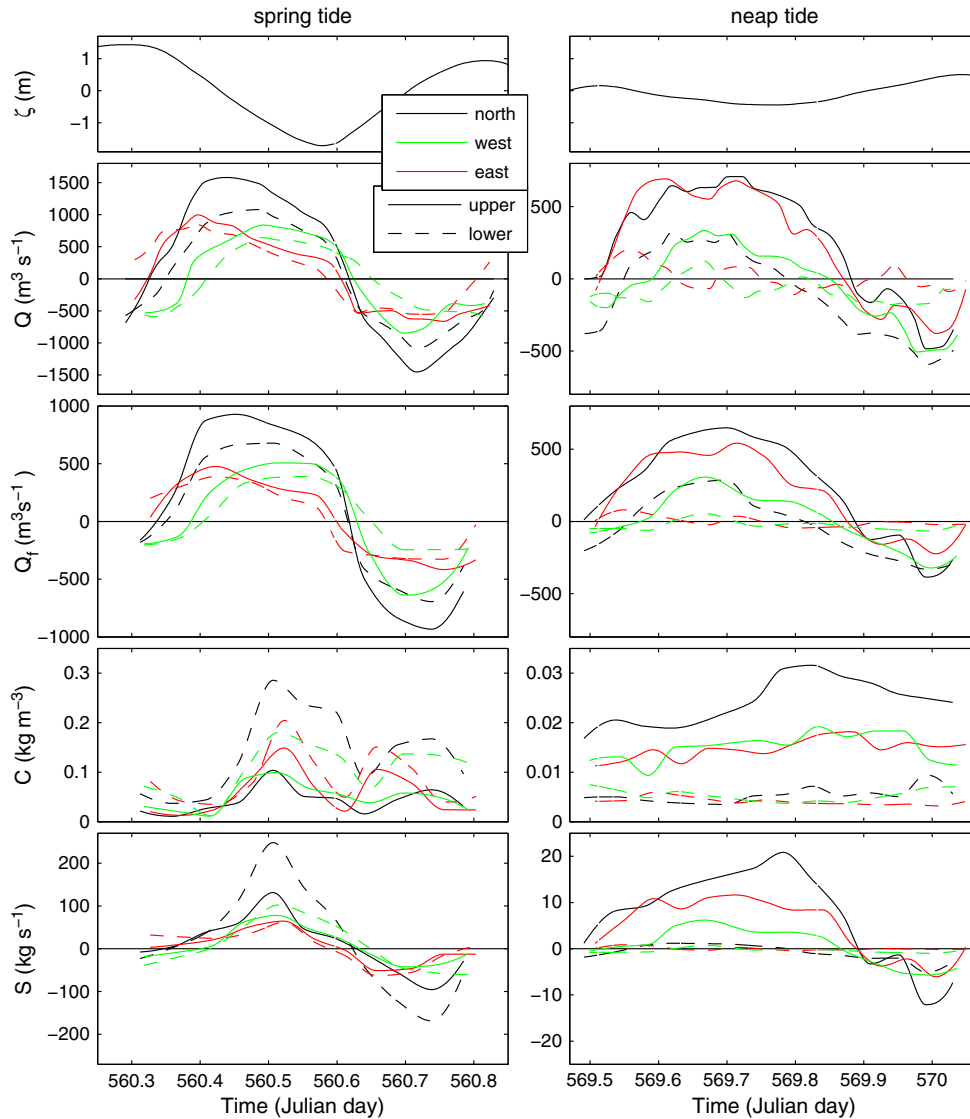 spring tide
neap tide
ζ (m)
1
0
−1
north
west
east
upper
lower
Q (m³ s⁻¹)
1500
1000
500
0
−500
−1000
−1500
500
0
−500
Q_f (m³s⁻¹)
1000
500
0
−500
−1000
500
0
−500
C (kg m⁻³)
0.3
0.2
0.1
0
0.03
0.02
0.01
0
S (kg s⁻¹)
200
100
0
−100
−200
20
10
0
−10
−20
560.3 560.4 560.5 560.6 560.7 560.8
569.5 569.6 569.7 569.8 569.9 570
Time (Julian day)
Time (Julian day)